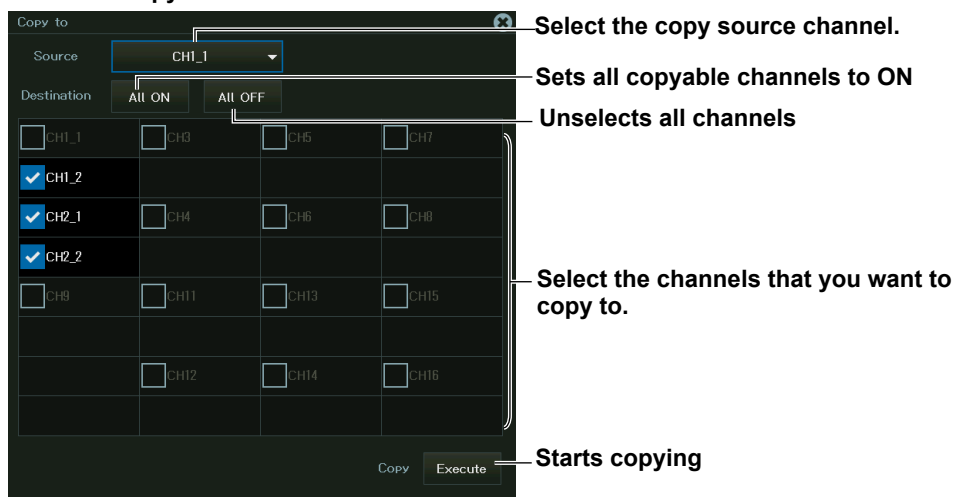 Copy to
Select the copy source channel.
Source CH1_1
Sets all copyable channels to ON
Destination All ON All OFF
Unselects all channels
CH1_1 CH3 CH5 CH7
CH1_2
CH2_1 CH4 CH6 CH8
CH2_2
Select the channels that you want to
copy to.
CH9 CH11 CH13 CH15
CH12 CH14 CH16
Copy Execute
Starts copying